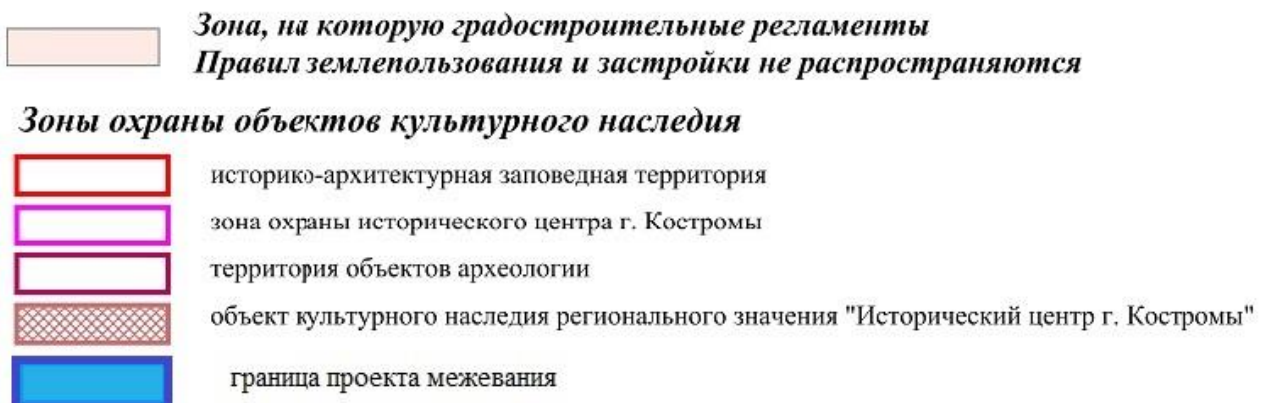 Зона, на которую градостроительные регламенты
Правил землепользования и застройки не распространяются
Зоны охраны объектов культурного наследия
историко-архитектурная заповедная территория
зона охраны исторического центра г. Костромы
территория объектов археологии
объект культурного наследия регионального значения "Исторический центр г. Костромы"
граница проекта межевания